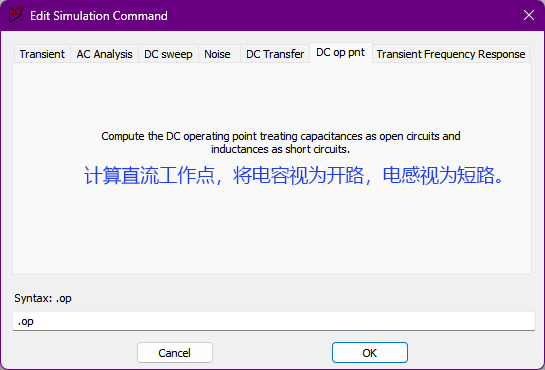 Edit Simulation Command
Transient AC Analysis DC sweep Noise DC Transfer DC op pnt Transient Frequency Response
Compute the DC operating point treating capacitances as open circuits and
inductances as short circuits.
计算直流工作点，将电容视为开路，电感视为短路。
Syntax: .op
.op
Cancel OK